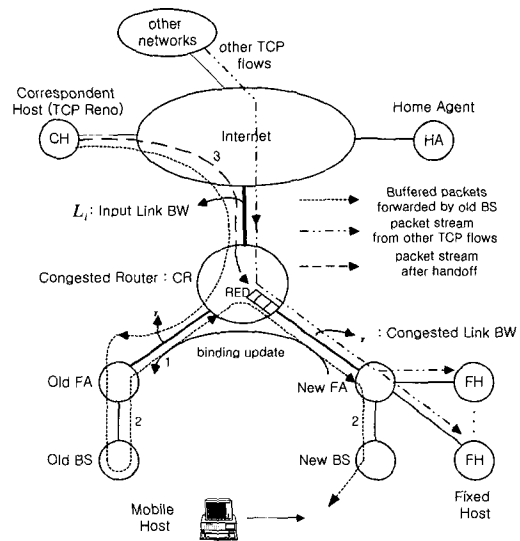 other
networks
other TCP
flows
Correspondent
Host (TCP Reno)
CH
Internet
Home Agent
HA
3
Lᵢ : Input Link BW
Buffered packets
forwarded by old BS
packet stream
from other TCP flows
packet stream
after handoff
Congested Router : CR
RED
: Congested Link BW
1
binding update
Old FA
New FA
FH
2
2
Old BS
New BS
FH
Fixed
Host
Mobile
Host